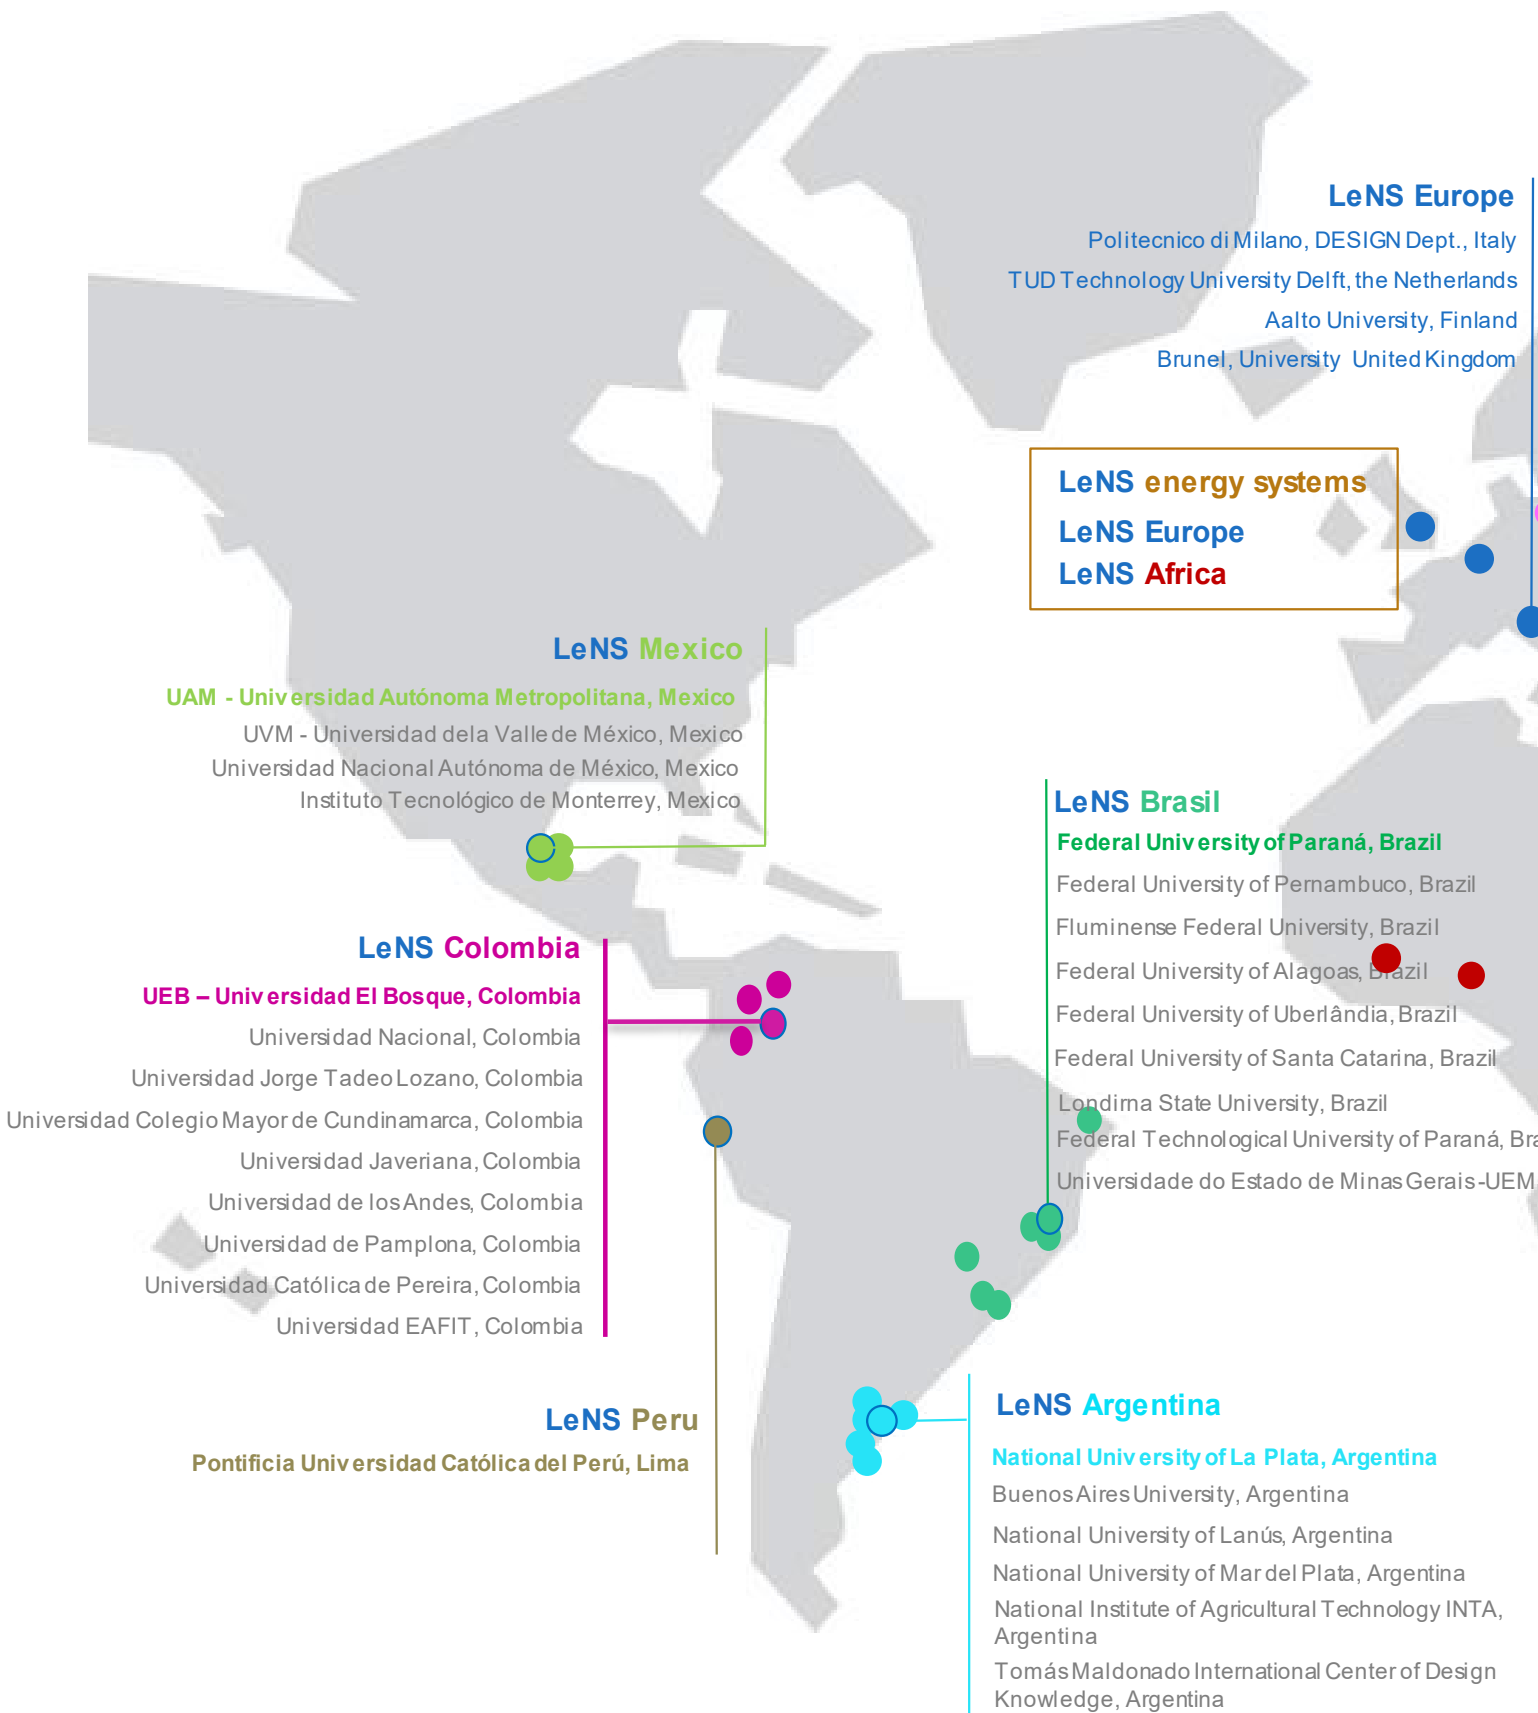 LeNS Europe
Politecnico di Milano, DESIGN Dept., Italy
TUD Technology University Delft, the Netherlands
Aalto University, Finland
Brunel, University United Kingdom
LeNS energy systems
LeNS Europe
LeNS Africa
LeNS Mexico
UAM - Universidad Autónoma Metropolitana, Mexico
UVM - Universidad dela Valle de México, Mexico
Universidad Nacional Autónoma de México, Mexico
Instituto Tecnológico de Monterrey, Mexico
LeNS Brasil
Federal University of Paraná, Brazil
Federal University of Pernambuco, Brazil
Fluminense Federal University, Brazil
Federal University of Alagoas, Brazil
Federal University of Uberlândia, Brazil
Federal University of Santa Catarina, Brazil
Londirna State University, Brazil
Federal Technological University of Paraná, Bra
Universidade do Estado de Minas Gerais -UEM
LeNS Colombia
UEB – Universidad El Bosque, Colombia
Universidad Nacional, Colombia
Universidad Jorge Tadeo Lozano, Colombia
Universidad Colegio Mayor de Cundinamarca, Colombia
Universidad Javeriana, Colombia
Universidad de los Andes, Colombia
Universidad de Pamplona, Colombia
Universidad Católica de Pereira, Colombia
Universidad EAFIT, Colombia
LeNS Peru
Pontificia Universidad Católica del Perú, Lima
LeNS Argentina
National University of La Plata, Argentina
Buenos Aires University, Argentina
National University of Lanús, Argentina
National University of Mar del Plata, Argentina
National Institute of Agricultural Technology INTA,
Argentina
Tomás Maldonado International Center of Design
Knowledge, Argentina